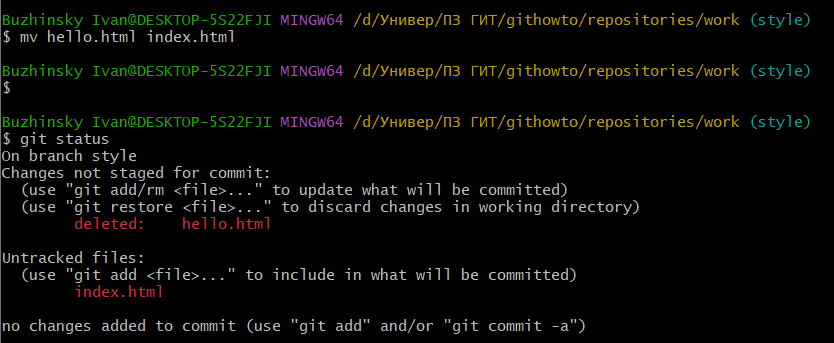 Buzhinsky Ivan@DESKTOP-5S22FJI MINGW64 /d/Универ/ПЗ ГИТ/githowto/repositories/work (style)
$ mv hello.html index.html
Buzhinsky Ivan@DESKTOP-5S22FJI MINGW64 /d/Универ/ПЗ ГИТ/githowto/repositories/work (style)
$
Buzhinsky Ivan@DESKTOP-5S22FJI MINGW64 /d/Универ/ПЗ ГИТ/githowto/repositories/work (style)
$ git status
On branch style
Changes not staged for commit:
  (use "git add/rm <file>..." to update what will be committed)
  (use "git restore <file>..." to discard changes in working directory)
        deleted:    hello.html
Untracked files:
  (use "git add <file>..." to include in what will be committed)
        index.html
no changes added to commit (use "git add" and/or "git commit -a")